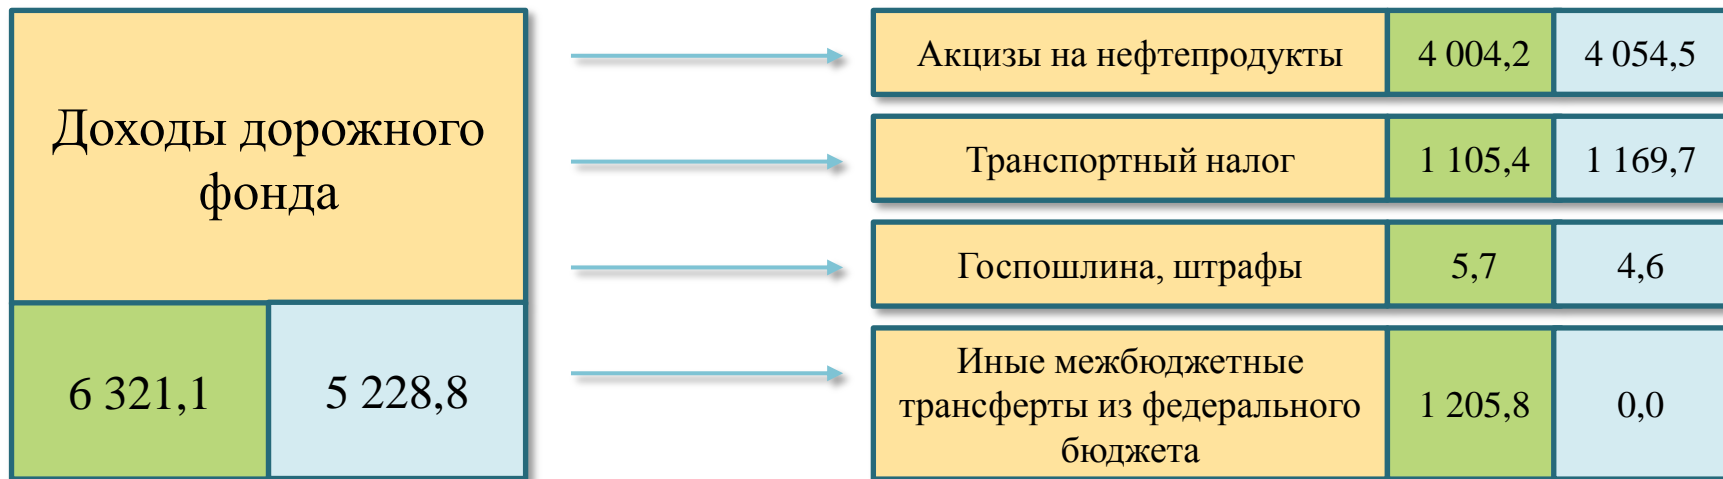 Доходы дорожного
фонда
6 321,1 5 228,8
Акцизы на нефтепродукты 4 004,2 4 054,5
Транспортный налог 1 105,4 1 169,7
Госпошлина, штрафы 5,7 4,6
Иные межбюджетные
трансферты из федерального
бюджета
1 205,8 0,0